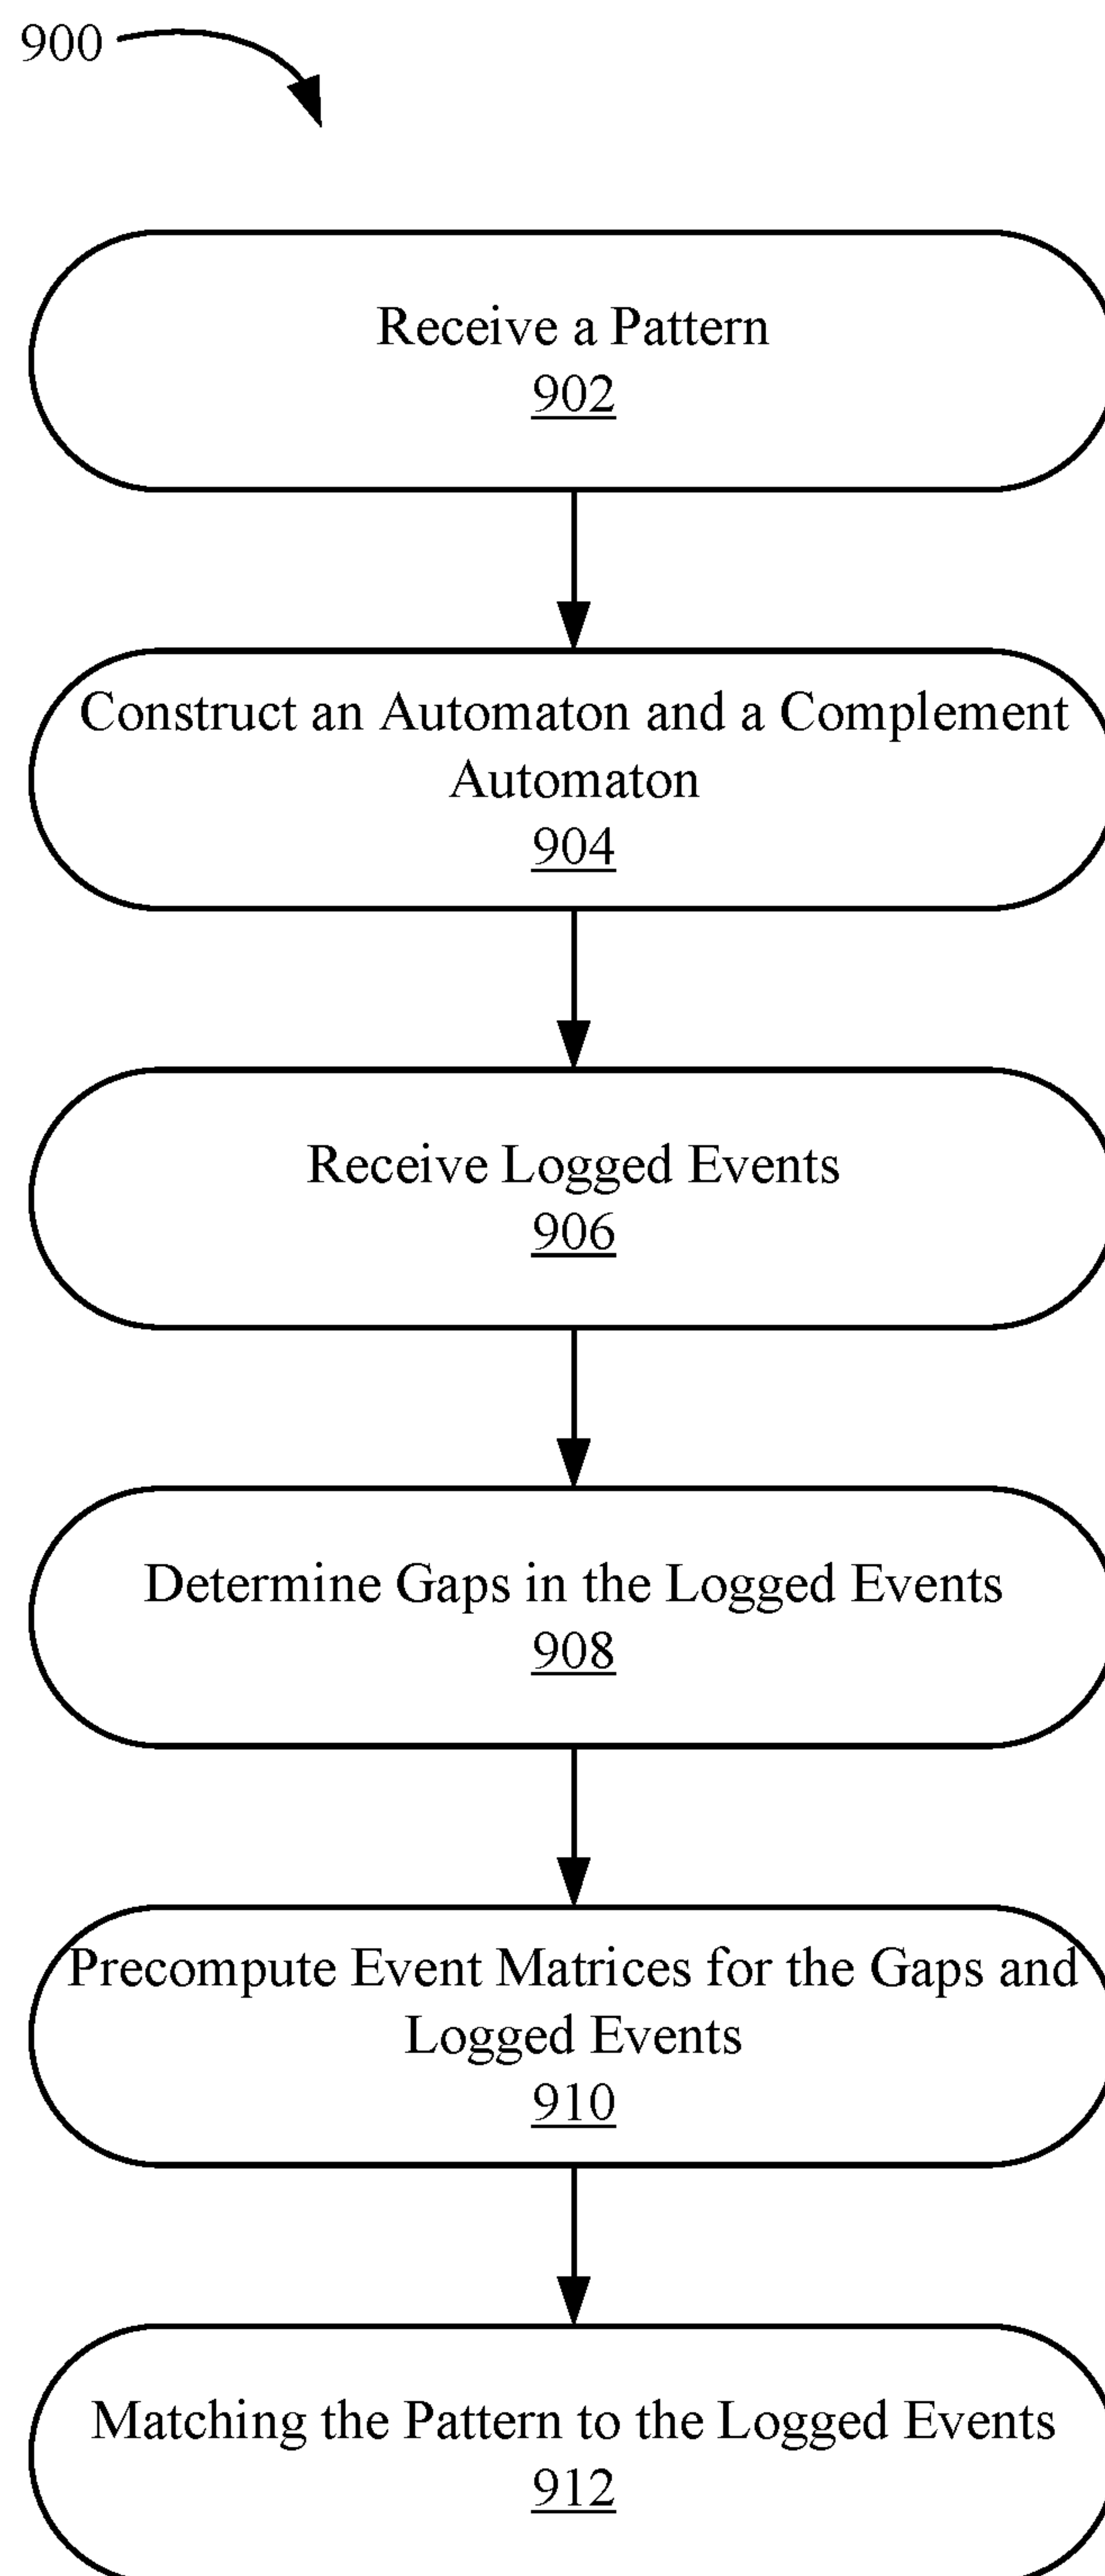 900
Receive a Pattern
902
Construct an Automaton and a Complement
Automaton
904
Receive Logged Events
906
Determine Gaps in the Logged Events
908
Precompute Event Matrices for the Gaps and
Logged Events
910
Matching the Pattern to the Logged Events
912